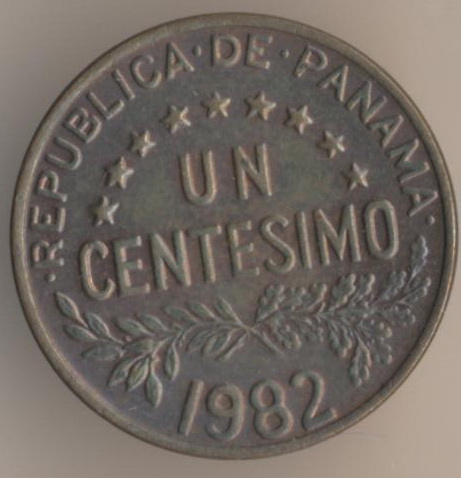 ·REPUBLICA·DE·PANAMA·
UN
CENTESIMO
1982